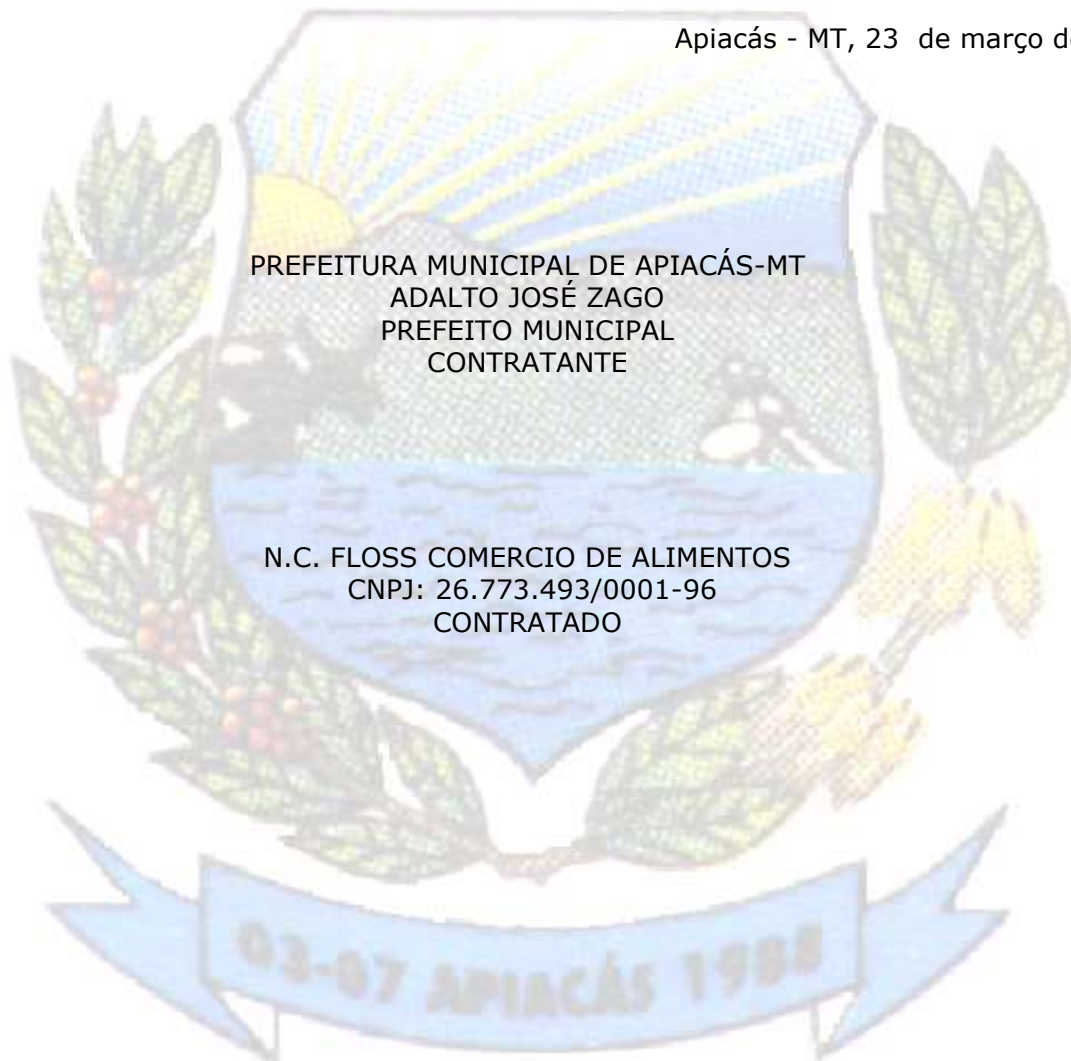 Apiacás - MT, 23 de março d
PREFEITURA MUNICIPAL DE APIACÁS-MT
ADALTO JOSÉ ZAGO
PREFEITO MUNICIPAL
CONTRATANTE
N.C. FLOSS COMERCIO DE ALIMENTOS
CNPJ: 26.773.493/0001-96
CONTRATADO
03-07 APIACÁS 1988